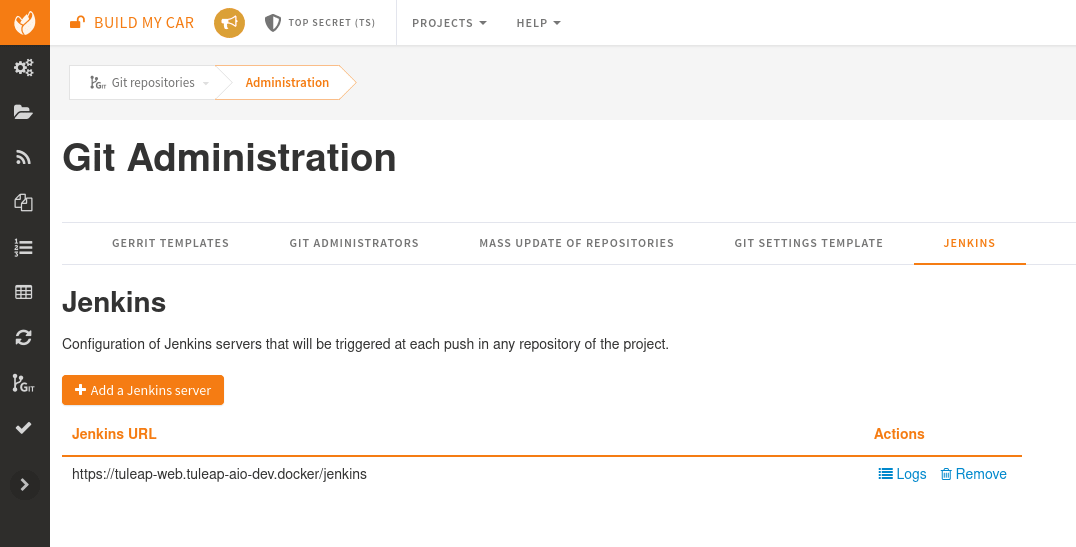 BUILD MY CAR
TOP SECRET (TS)
PROJECTS
HELP
Git repositories
Administration
Git Administration
GERRIT TEMPLATES
GIT ADMINISTRATORS
MASS UPDATE OF REPOSITORIES
GIT SETTINGS TEMPLATE
JENKINS
Jenkins
Configuration of Jenkins servers that will be triggered at each push in any repository of the project.
Add a Jenkins server
Jenkins URL
Actions
https://tuleap-web.tuleap-aio-dev.docker/jenkins
Logs
Remove
GIT